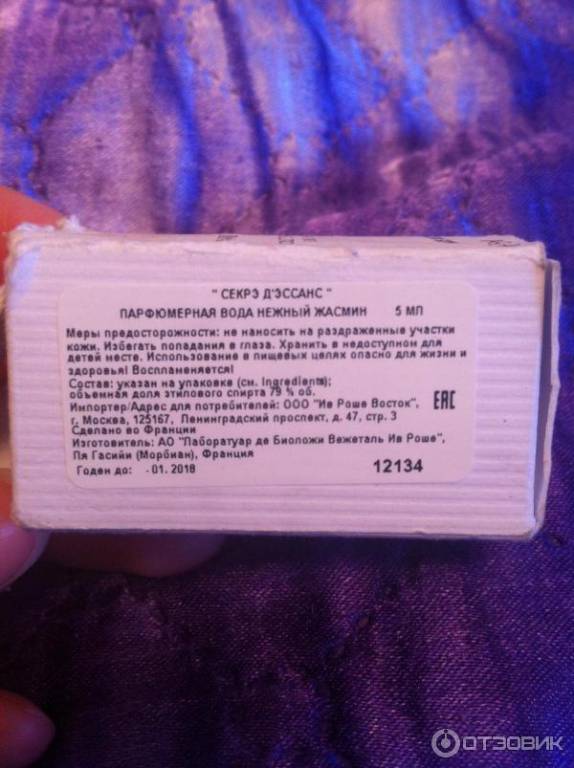 " СЕКРЭ Д'ЭССАНС "
ПАРФЮМЕРНАЯ ВОДА НЕЖНЫЙ ЖАСМИН 5 МЛ
Меры предосторожности: не наносить на раздраженные участки
кожи. Избегать попадания в глаза. Хранить в недоступном для
детей месте. Использование в пищевых целях опасно для жизни и
здоровья! Воспламеняется!
Состав: указан на упаковке (см. Ingredients);
объемная доля этилового спирта 79 % об.
Импортер/Адрес для потребителей: ООО "Ив Роше Восток",
г. Москва, 125167, Ленинградский проспект, д. 47, стр. 3
Сделано во Франции
EAC
Изготовитель: АО "Лаборатуар де Биоложи Вежеталь Ив Роше",
Ля Гасийи (Морбиан), Франция
Годен до: - 01. 2018
12134
ОТЗОВИК